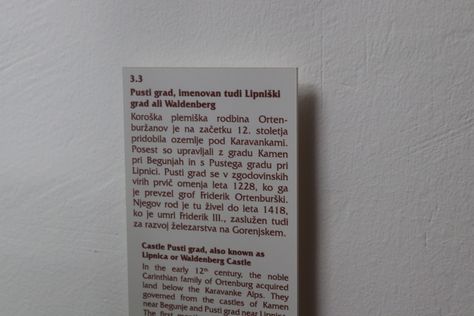 3.3
Pusti grad, imenovan tudi Lipniški
grad ali Waldenberg
Koroška plemiška rodbina Orten-
buržanov je na začetku 12. stoletja
pridobila ozemlje pod Karavankami.
Posest so upravljali z gradu Kamen
pri Begunjah in s Pustega gradu pri
Lipnici. Pusti grad se v zgodovinskih
virih prvič omenja leta 1228, ko ga
je prevzel grof Friderik Ortenburški.
Njegov rod je tu živel do leta 1418,
ko je umrl Friderik III., zaslužen tudi
za razvoj železarstva na Gorenjskem.
Castle Pusti grad, also known as
Lipnica or Waldenberg Castle
In the early 12th century, the noble
Carinthian family of Ortenburg acquired
land below the Karavanke Alps. They
governed from the castles of Kamen
near Begunje and Pusti grad near Lipnica.
The first